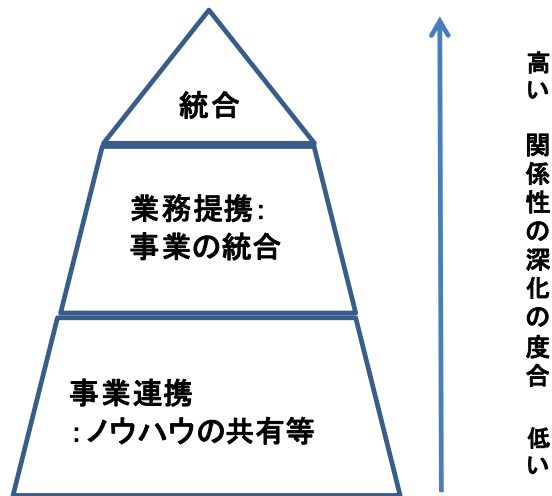 統合
業務提携：
事業の統合
事業連携
：ノウハウの共有等
高い　関係性の深化の度合　低い